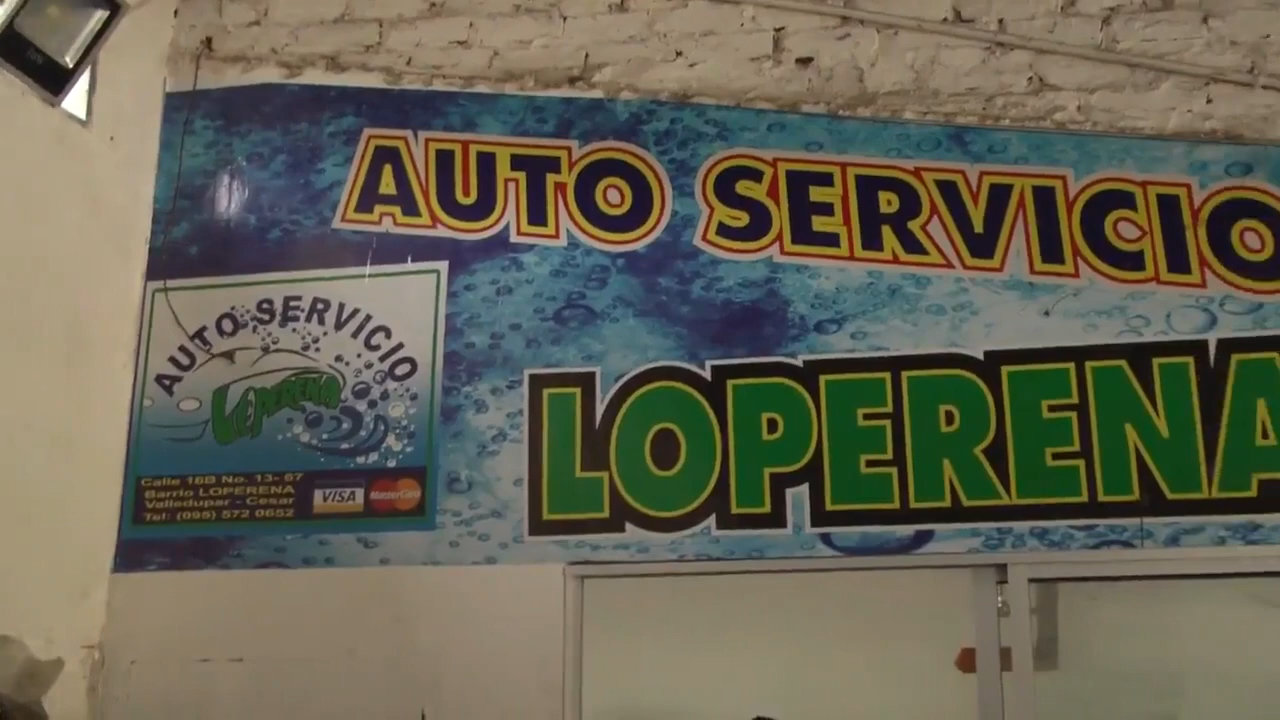 AUTO SERVICIO
LOPERENA
AUTO SERVICIO
LOPERENA
Calle 16B No. 13- 67
Barrio LOPERENA
Valledupar - Cesar
Tel: (095) 572 0652
VISA
MasterCard